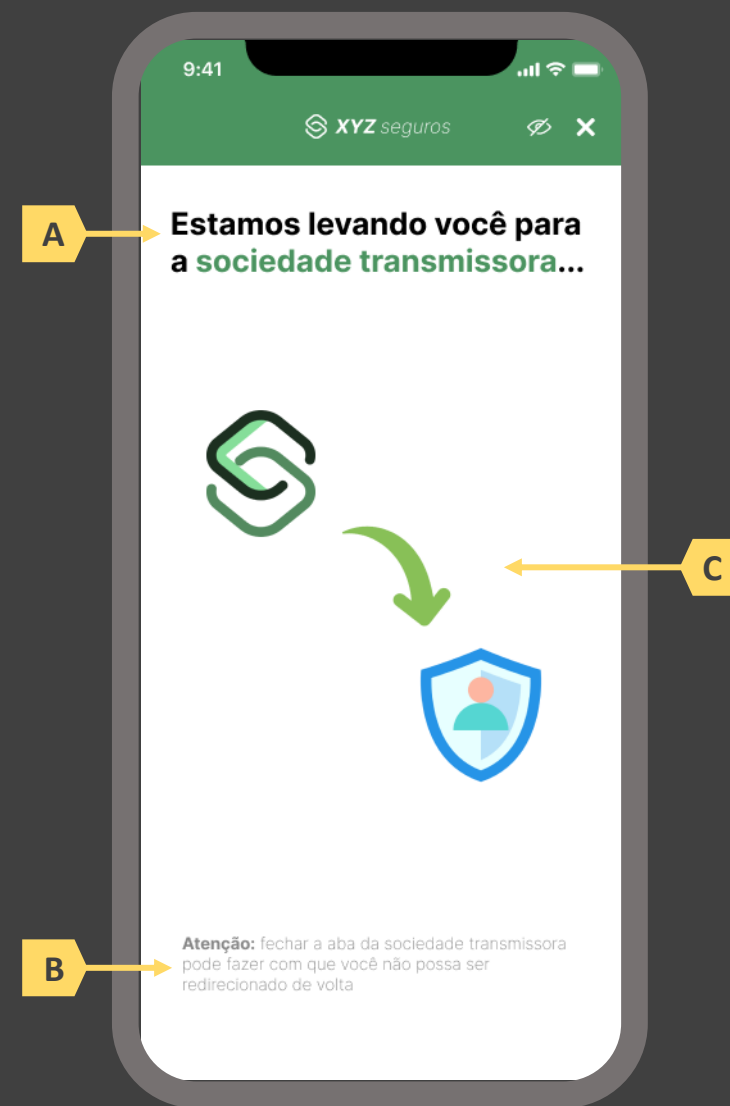 9:41
XYZ seguros
A
Estamos levando você para
a sociedade transmissora...
C
B
Atenção: fechar a aba da sociedade transmissora
pode fazer com que você não possa ser
redirecionado de volta